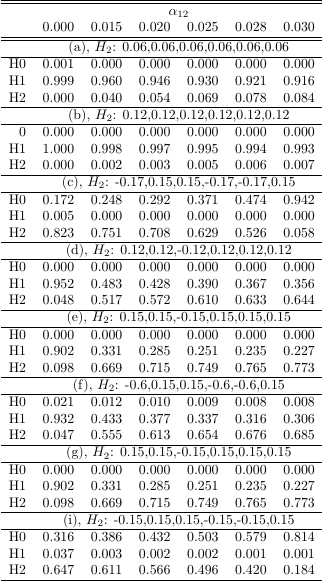 α12
0.000 0.015 0.020 0.025 0.028 0.030
(a), H2: 0.06,0.06,0.06,0.06,0.06,0.06
H0 0.001 0.000 0.000 0.000 0.000 0.000
H1 0.999 0.960 0.946 0.930 0.921 0.916
H2 0.000 0.040 0.054 0.069 0.078 0.084
(b), H2: 0.12,0.12,0.12,0.12,0.12,0.12
0 0.000 0.000 0.000 0.000 0.000 0.000
H1 1.000 0.998 0.997 0.995 0.994 0.993
H2 0.000 0.002 0.003 0.005 0.006 0.007
(c), H2: -0.17,0.15,0.15,-0.17,-0.17,0.15
H0 0.172 0.248 0.292 0.371 0.474 0.942
H1 0.005 0.000 0.000 0.000 0.000 0.000
H2 0.823 0.751 0.708 0.629 0.526 0.058
(d), H2: 0.12,0.12,-0.12,0.12,0.12,0.12
H0 0.000 0.000 0.000 0.000 0.000 0.000
H1 0.952 0.483 0.428 0.390 0.367 0.356
H2 0.048 0.517 0.572 0.610 0.633 0.644
(e), H2: 0.15,0.15,-0.15,0.15,0.15,0.15
H0 0.000 0.000 0.000 0.000 0.000 0.000
H1 0.902 0.331 0.285 0.251 0.235 0.227
H2 0.098 0.669 0.715 0.749 0.765 0.773
(f), H2: -0.6,0.15,0.15,-0.6,-0.6,0.15
H0 0.021 0.012 0.010 0.009 0.008 0.008
H1 0.932 0.433 0.377 0.337 0.316 0.306
H2 0.047 0.555 0.613 0.654 0.676 0.685
(g), H2: 0.15,0.15,-0.15,0.15,0.15,0.15
H0 0.000 0.000 0.000 0.000 0.000 0.000
H1 0.902 0.331 0.285 0.251 0.235 0.227
H2 0.098 0.669 0.715 0.749 0.765 0.773
(i), H2: -0.15,0.15,0.15,-0.15,-0.15,0.15
H0 0.316 0.386 0.432 0.503 0.579 0.814
H1 0.037 0.003 0.002 0.002 0.001 0.001
H2 0.647 0.611 0.566 0.496 0.420 0.184